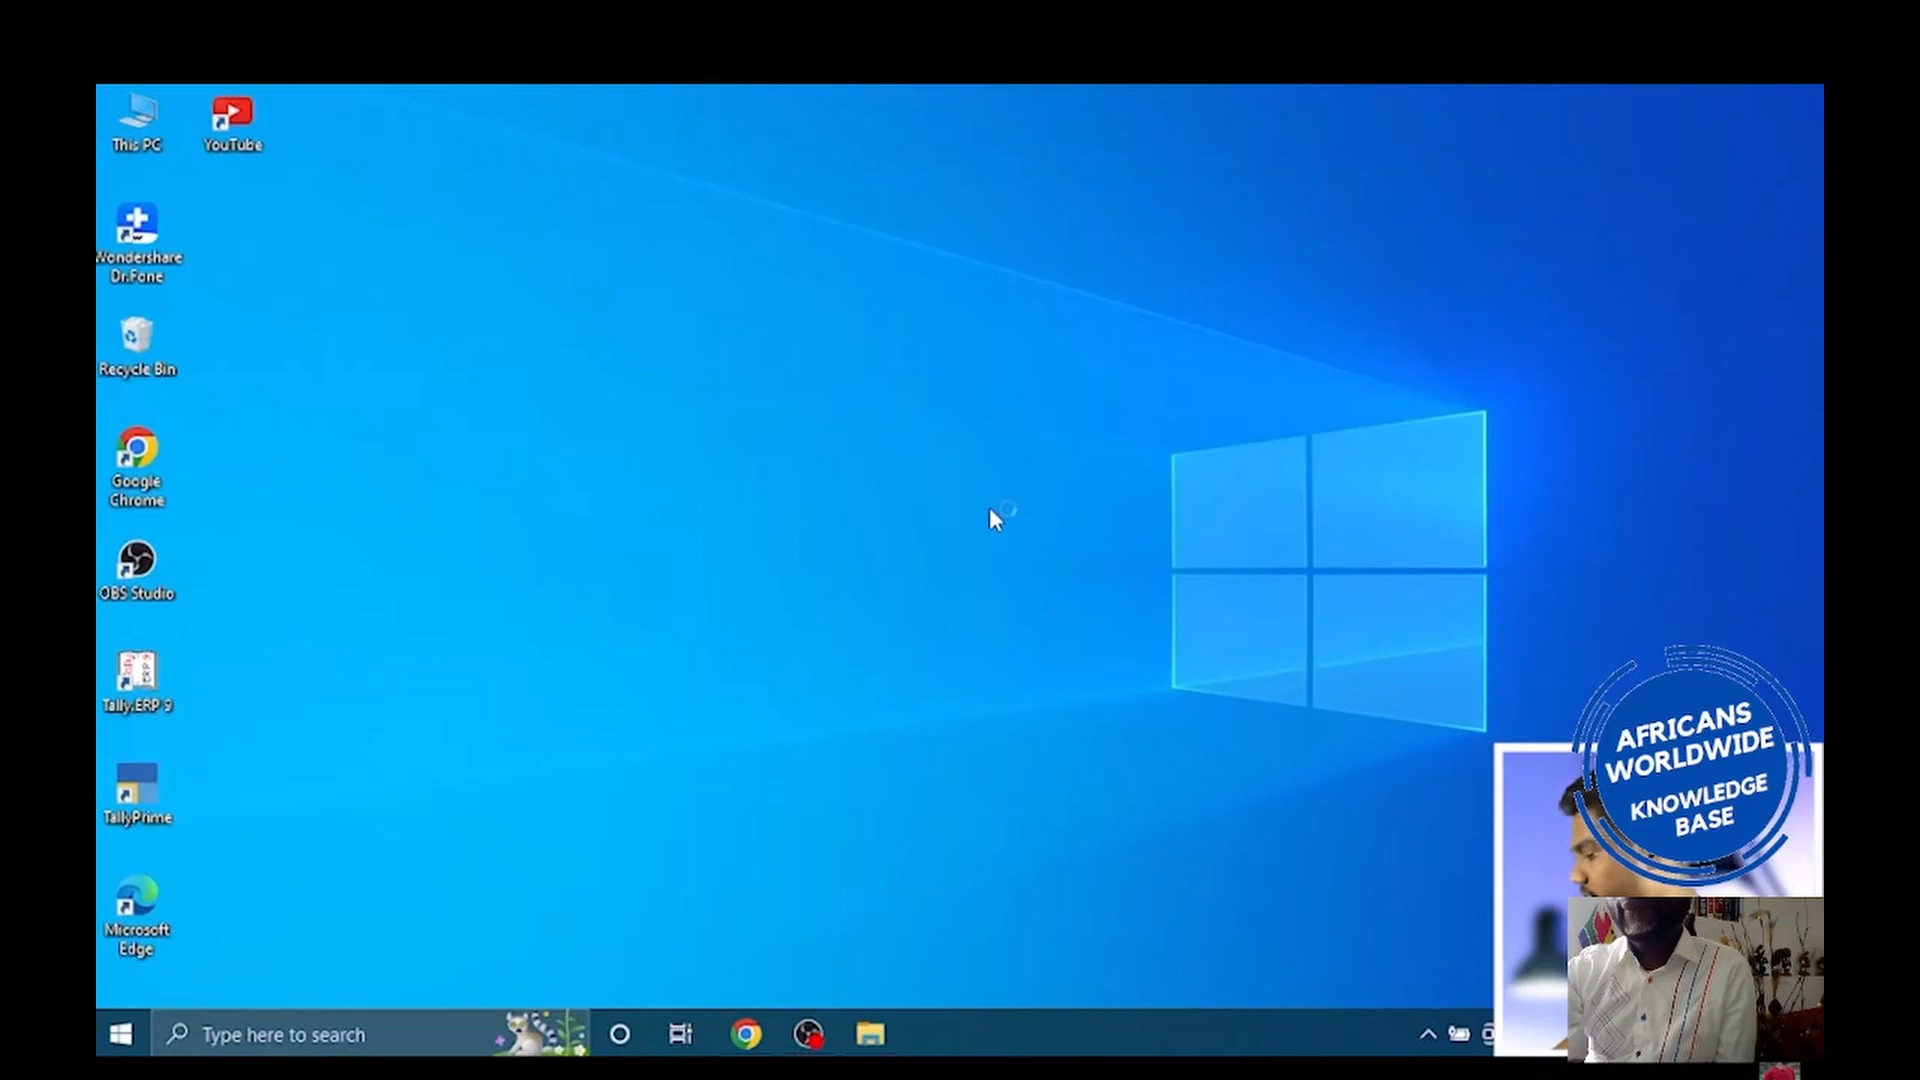 This PC
YouTube
Wondershare
Dr.Fone
Recycle Bin
Google
Chrome
OBS Studio
Tally.ERP 9
TallyPrime
Microsoft
Edge
Type here to search
AFRICANS
WORLDWIDE
KNOWLEDGE
BASE